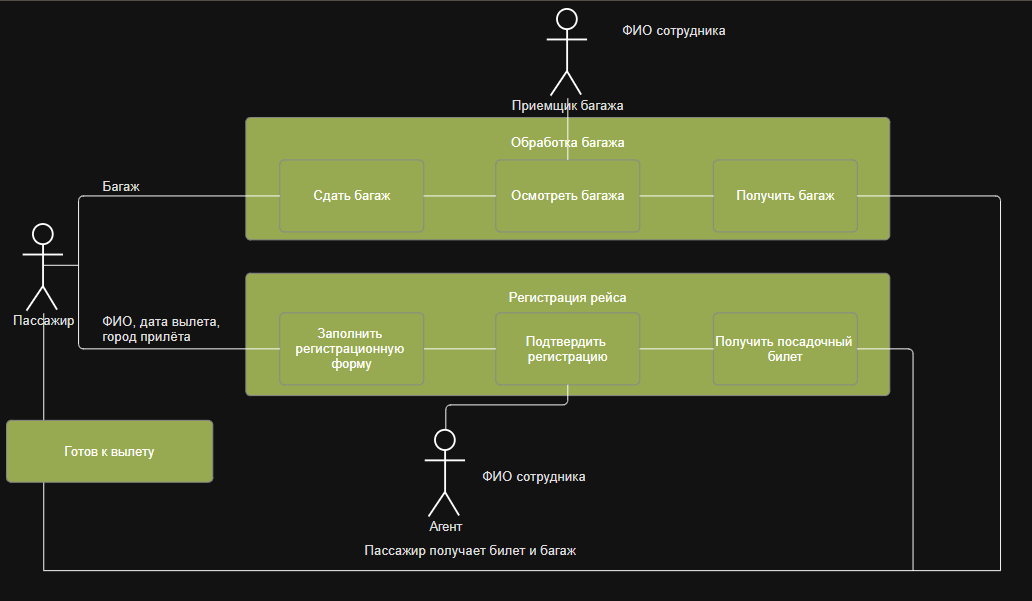 ФИО сотрудника
Приемщик багажа
Обработка багажа
Багаж
Сдать багаж
Осмотреть багажа
Получить багаж
Пассажир
ФИО, дата вылета,
город прилёта
Регистрация рейса
Заполнить
регистрационную
форму
Подтвердить
регистрацию
Получить посадочный
билет
Готов к вылету
ФИО сотрудника
Агент
Пассажир получает билет и багаж